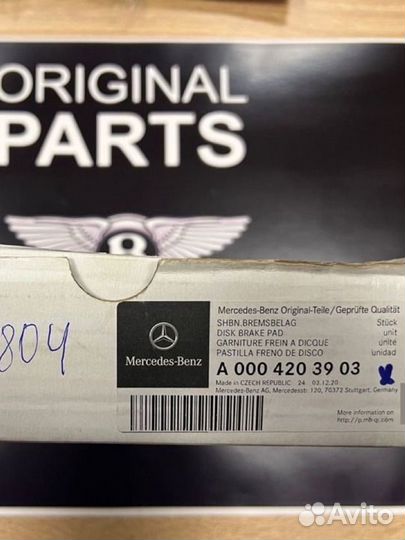 ORIGINAL
PARTS
B
804
Mercedes-Benz
Mercedes-Benz Original-Teile/Geprüfte Qualität
SHBN.BREMSBELAG Stück
DISK BRAKE PAD unit
GARNITURE FREIN A DICQUE unité
PASTILLA FRENO DE DISCO unidad
A 000 420 39 03
Made in CZECH REPUBLIC 24 03.12.20
Mercedes-Benz AG, Mercedesstr. 120, 70372 Stuttgart, Germany
More information on
http://p.mb-qr.com
Avito